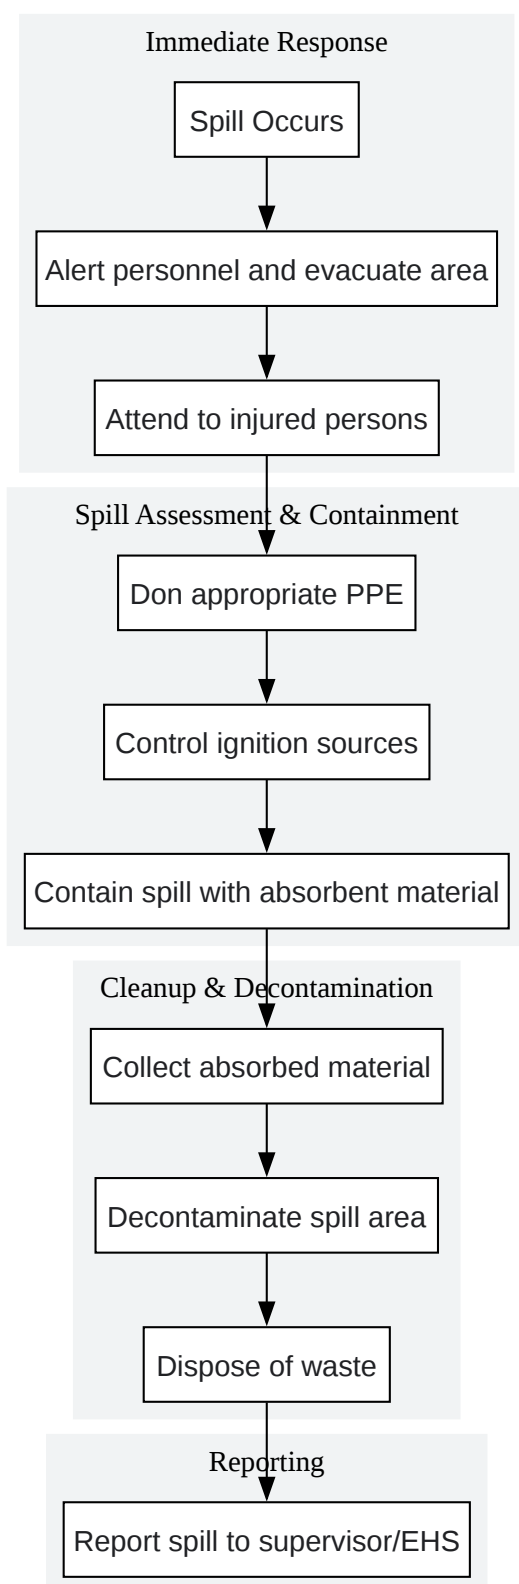 Immediate Response
Spill Occurs
Alert personnel and evacuate area
Attend to injured persons
Spill Assessment & Containment
Don appropriate PPE
Control ignition sources
Contain spill with absorbent material
Cleanup & Decontamination
Collect absorbed material
Decontaminate spill area
Dispose of waste
Reporting
Report spill to supervisor/EHS